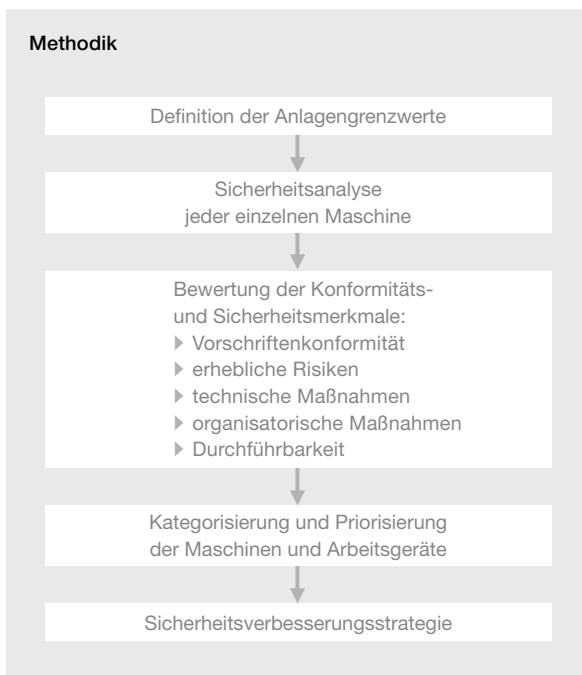 Methodik
Definition der Anlagengrenzwerte
Sicherheitsanalyse
jeder einzelnen Maschine
Bewertung der Konformitäts-
und Sicherheitsmerkmale:
Vorschriftenkonformität
erhebliche Risiken
technische Maßnahmen
organisatorische Maßnahmen
Durchführbarkeit
Kategorisierung und Priorisierung
der Maschinen und Arbeitsgeräte
Sicherheitsverbesserungsstrategie